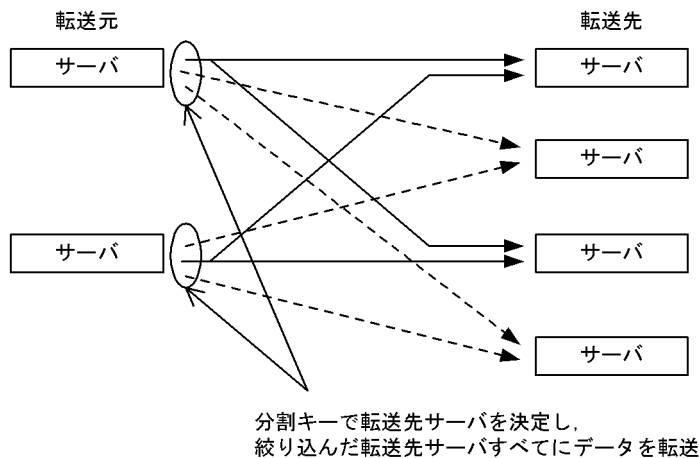 転送元
転送先
サーバ
サーバ
サーバ
サーバ
サーバ
サーバ
分割キーで転送先サーバを決定し,
絞り込んだ転送先サーバすべてにデータを転送